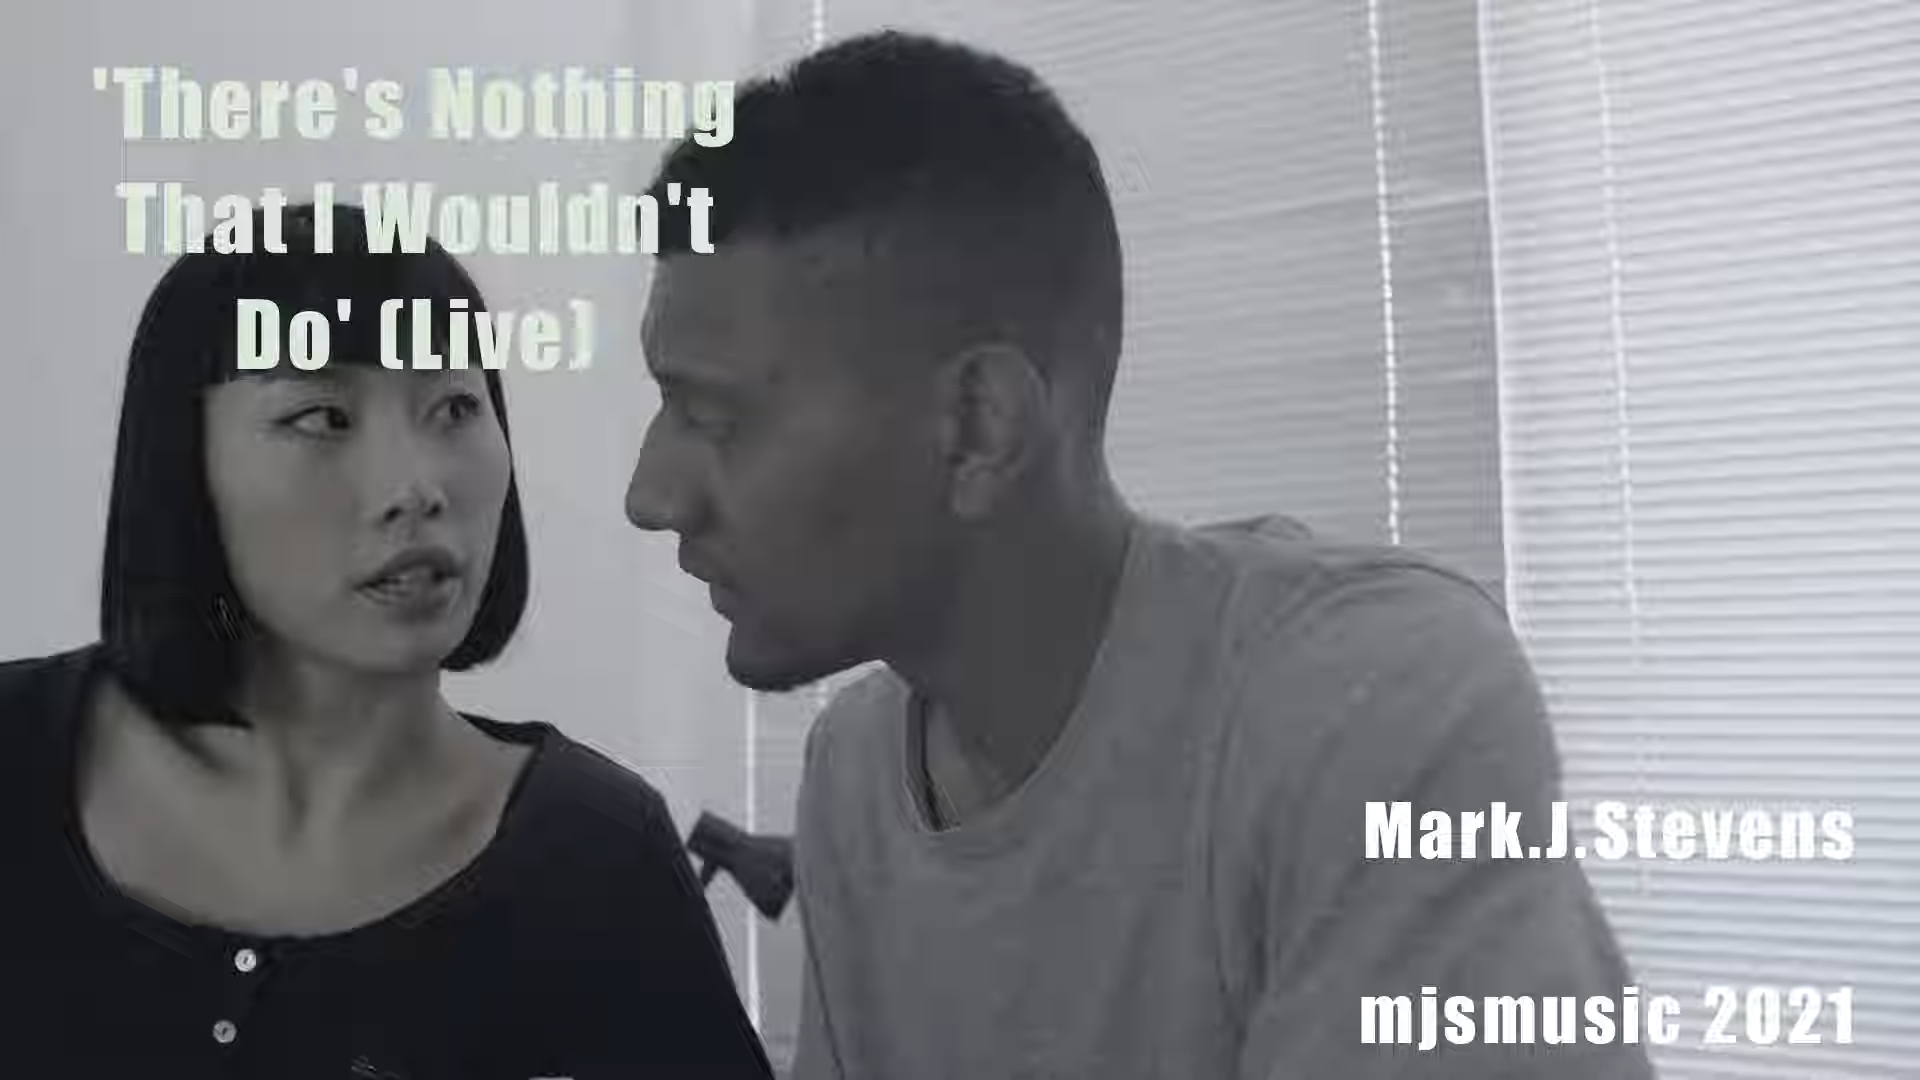 'There's Nothing
That I Wouldn't
Do' (Live)
Mark.J.Stevens
mjsmusic 2021